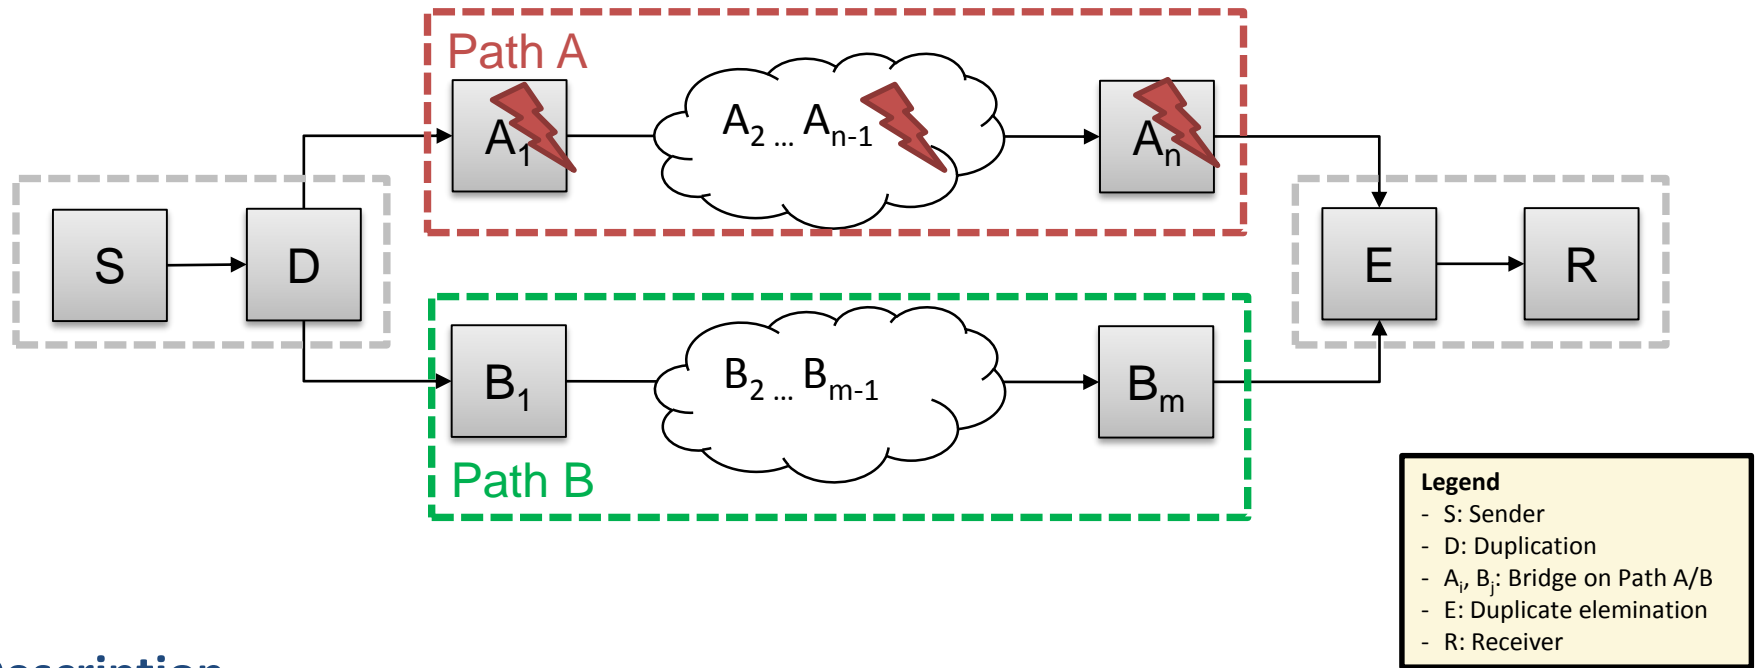 Path A
A1
A2 ... An-1
An
S
D
E
R
B1
B2 ... Bm-1
Bm
Path B
Legend
- S: Sender
- D: Duplication
- Ai, Bj: Bridge on Path A/B
- E: Duplicate elemination
- R: Receiver